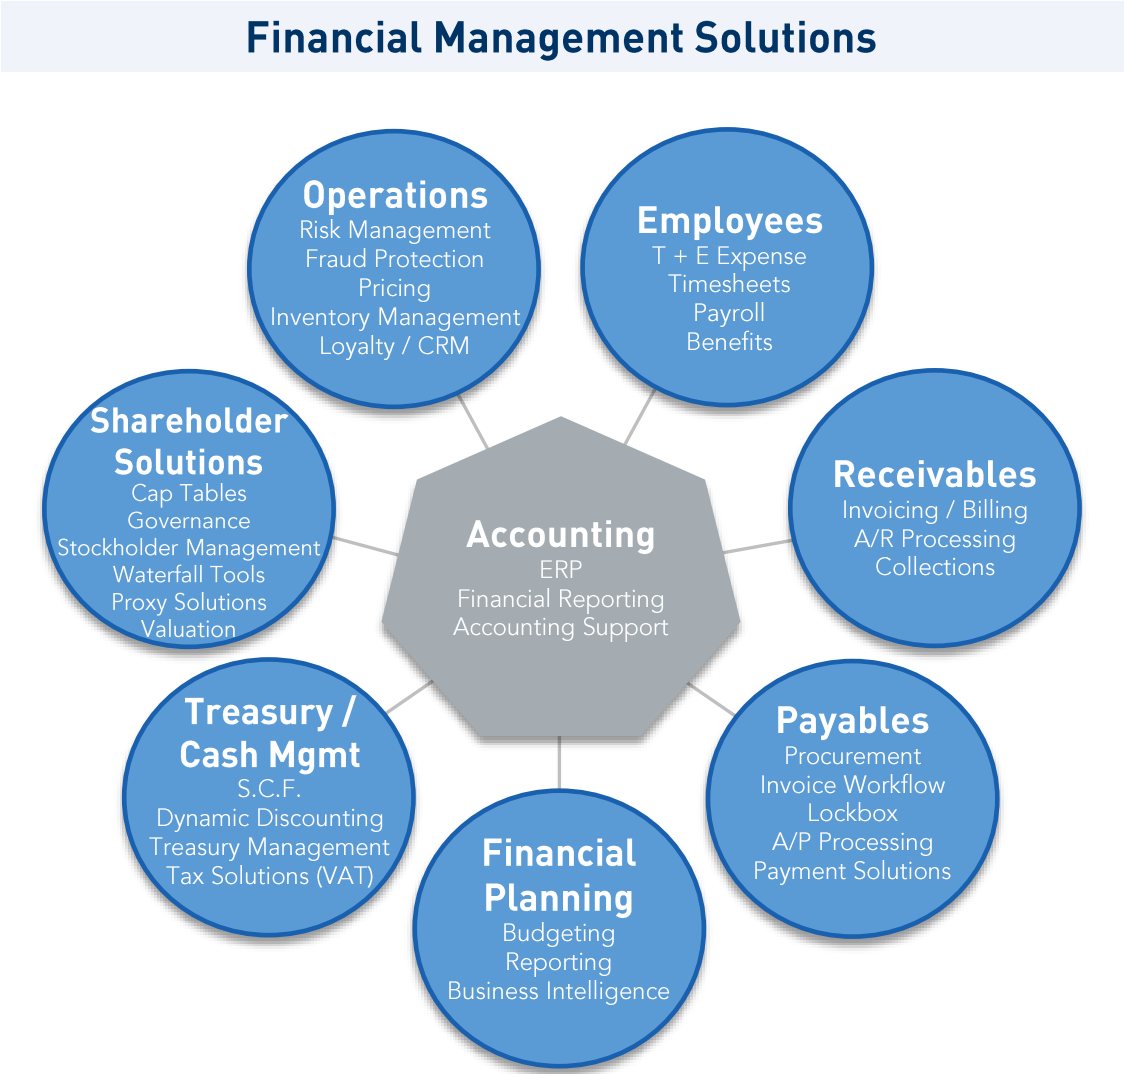 Financial Management Solutions
Operations
Risk Management
Fraud Protection
Pricing
Inventory Management
Loyalty / CRM
Employees
T + E Expense
Timesheets
Payroll
Benefits
Shareholder
Solutions
Cap Tables
Governance
Stockholder Management
Waterfall Tools
Proxy Solutions
Valuation
Accounting
ERP
Financial Reporting
Accounting Support
Receivables
Invoicing / Billing
A/R Processing
Collections
Treasury /
Cash Mgmt
S.C.F.
Dynamic Discounting
Treasury Management
Tax Solutions (VAT)
Financial
Planning
Budgeting
Reporting
Business Intelligence
Payables
Procurement
Invoice Workflow
Lockbox
A/P Processing
Payment Solutions